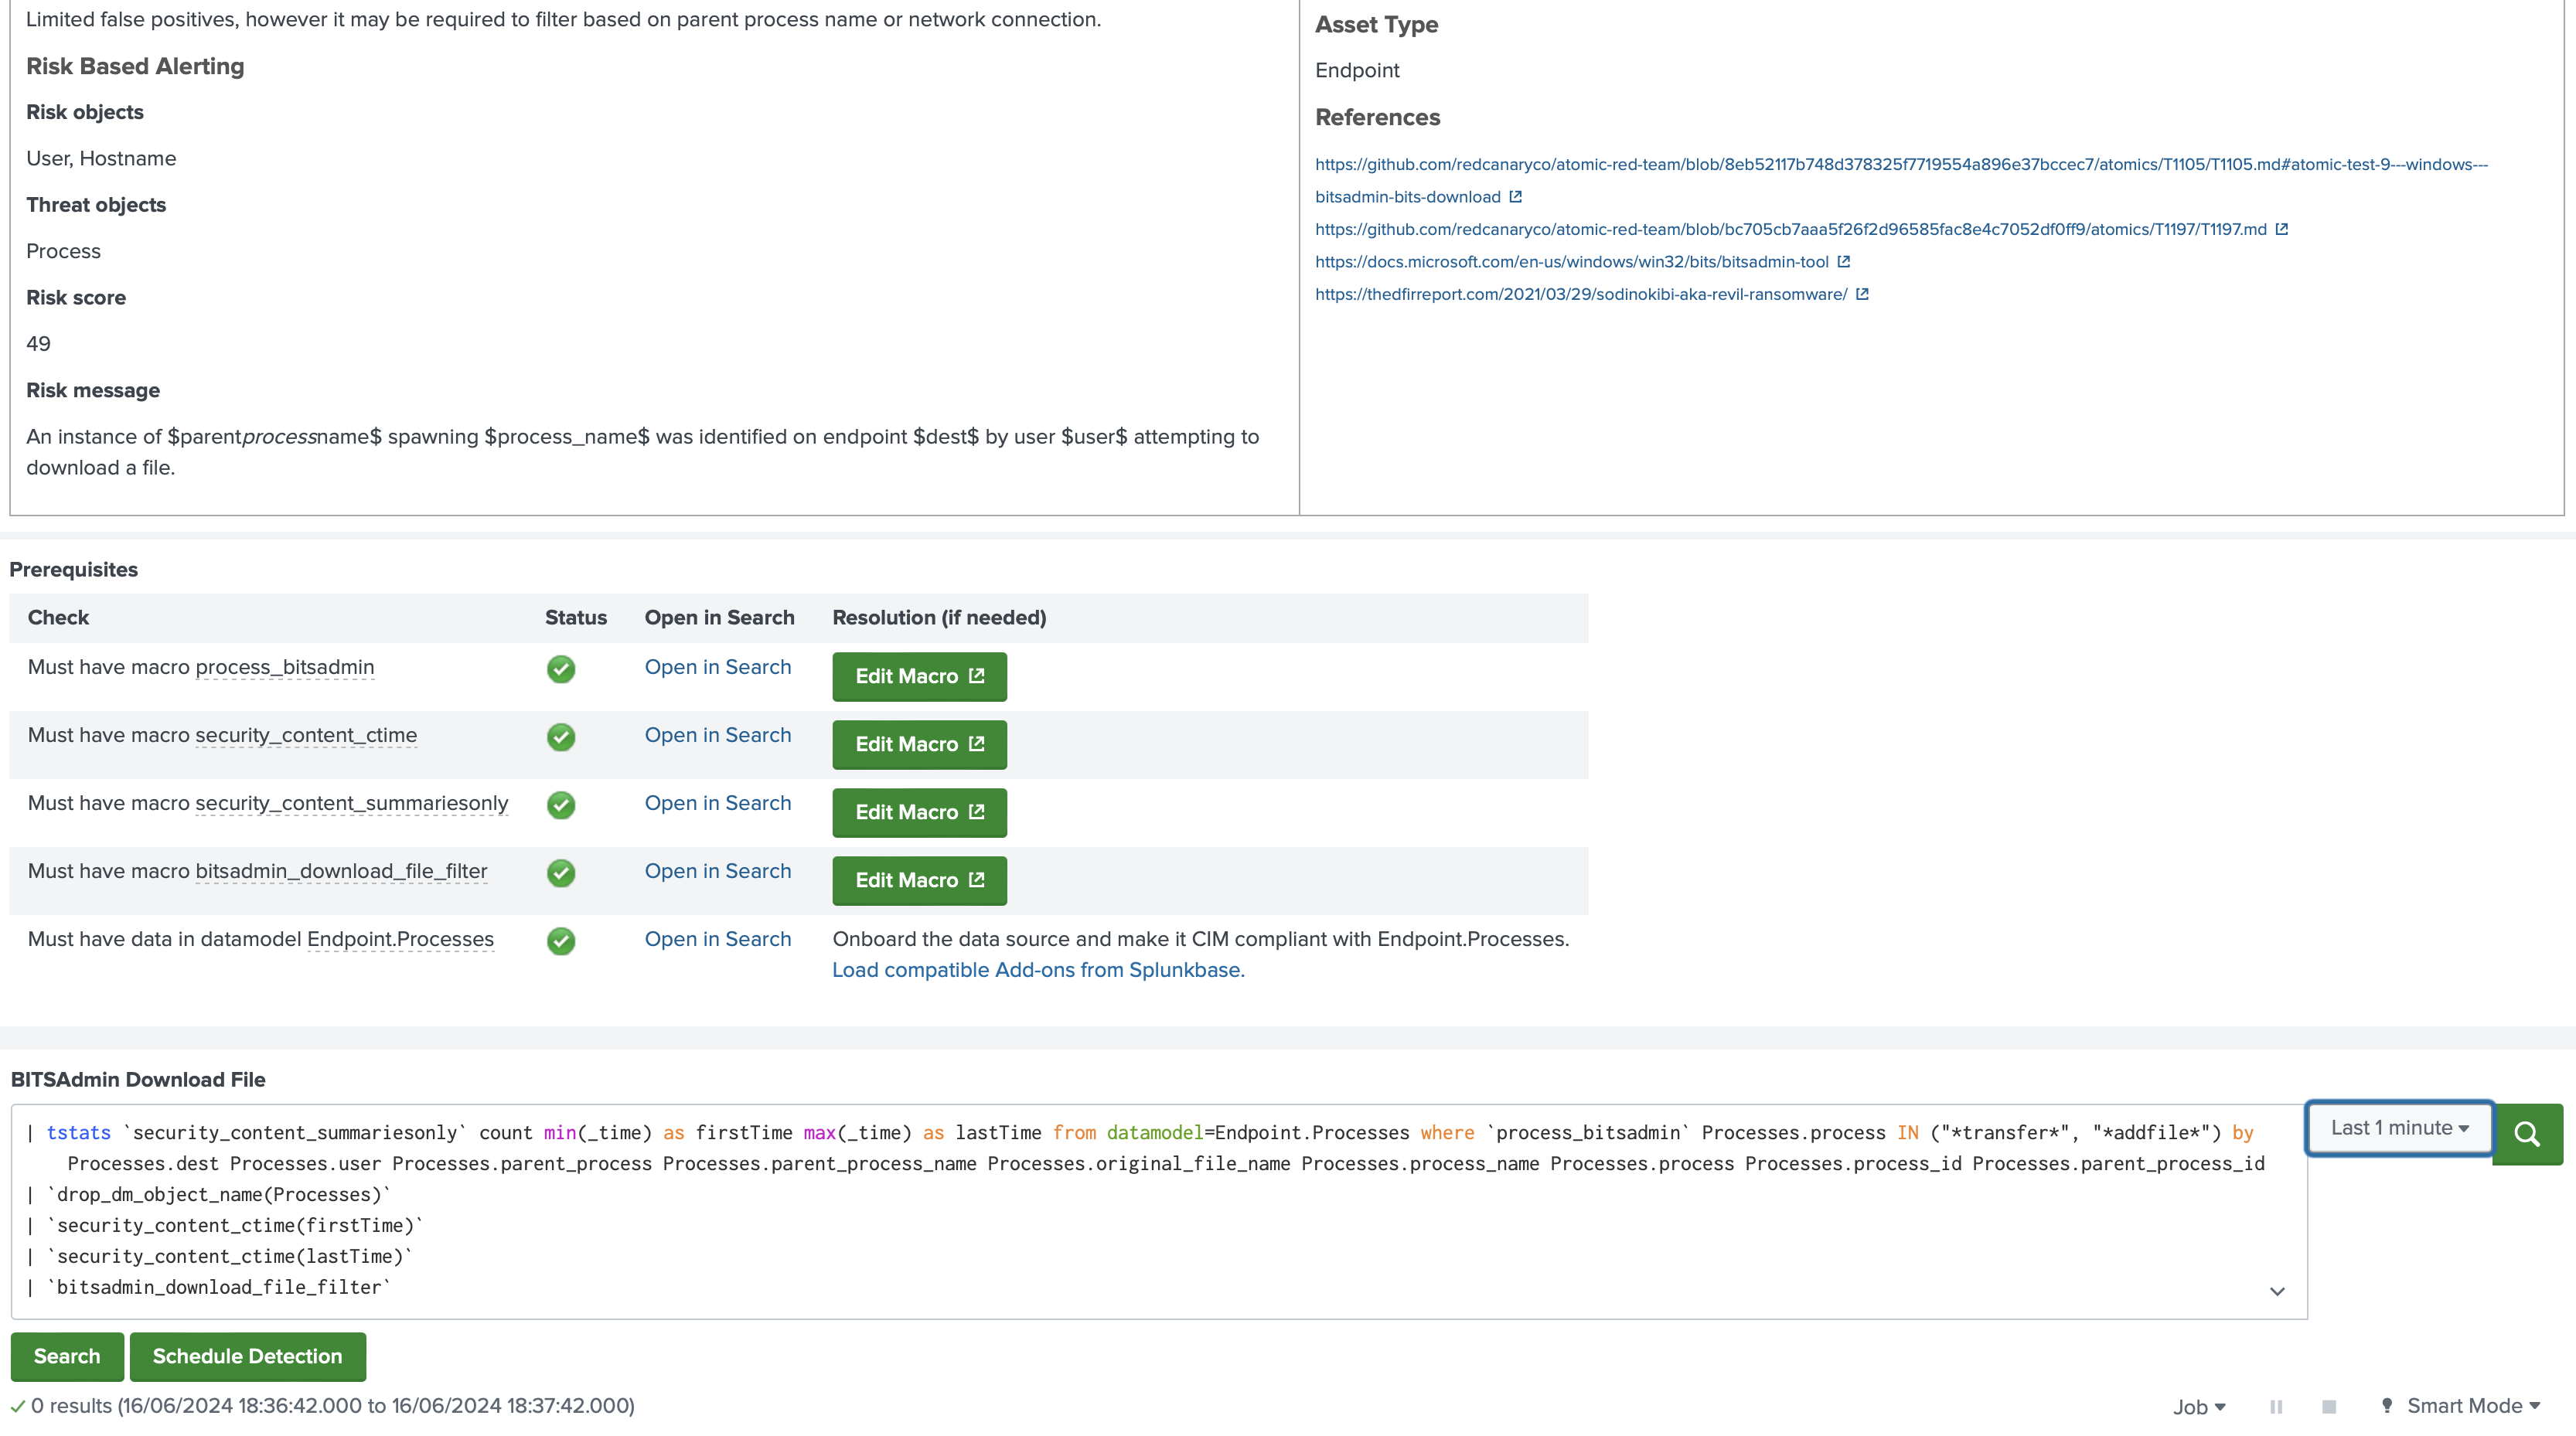 Limited false positives, however it may be required to filter based on parent process name or network connection.
Risk Based Alerting
Risk objects
User, Hostname
Threat objects
Process
Risk score
49
Risk message
An instance of $parentprocessname$ spawning $process_name$ was identified on endpoint $dest$ by user $user$ attempting to
download a file.
Asset Type
Endpoint
References
https://github.com/redcanaryco/atomic-red-team/blob/8eb52117b748d378325f7719554a896e37bccec7/atomics/T1105/T1105.md#atomic-test-9---windows---
bitsadmin-bits-download
https://github.com/redcanaryco/atomic-red-team/blob/bc705cb7aaa5f26f2d96585fac8e4c7052df0ff9/atomics/T1197/T1197.md
https://docs.microsoft.com/en-us/windows/win32/bits/bitsadmin-tool
https://thedfirreport.com/2021/03/29/sodinokibi-aka-revil-ransomware/
Prerequisites
Check Status Open in Search Resolution (if needed)
Must have macro process_bitsadmin Open in Search Edit Macro
Must have macro security_content_ctime Open in Search Edit Macro
Must have macro security_content_summariesonly Open in Search Edit Macro
Must have macro bitsadmin_download_file_filter Open in Search Edit Macro
Must have data in datamodel Endpoint.Processes Open in Search Onboard the data source and make it CIM compliant with Endpoint.Processes.
Load compatible Add-ons from Splunkbase.
BITSAdmin Download File
| tstats `security_content_summariesonly` count min(_time) as firstTime max(_time) as lastTime from datamodel=Endpoint.Processes where `process_bitsadmin` Processes.process IN ("*transfer*", "*addfile*") by
Processes.dest Processes.user Processes.parent_process Processes.parent_process_name Processes.original_file_name Processes.process_name Processes.process Processes.process_id Processes.parent_process_id
| `drop_dm_object_name(Processes)`
| `security_content_ctime(firstTime)`
| `security_content_ctime(lastTime)`
| `bitsadmin_download_file_filter`
Last 1 minute
Search Schedule Detection
0 results (16/06/2024 18:36:42.000 to 16/06/2024 18:37:42.000)
Job Smart Mode